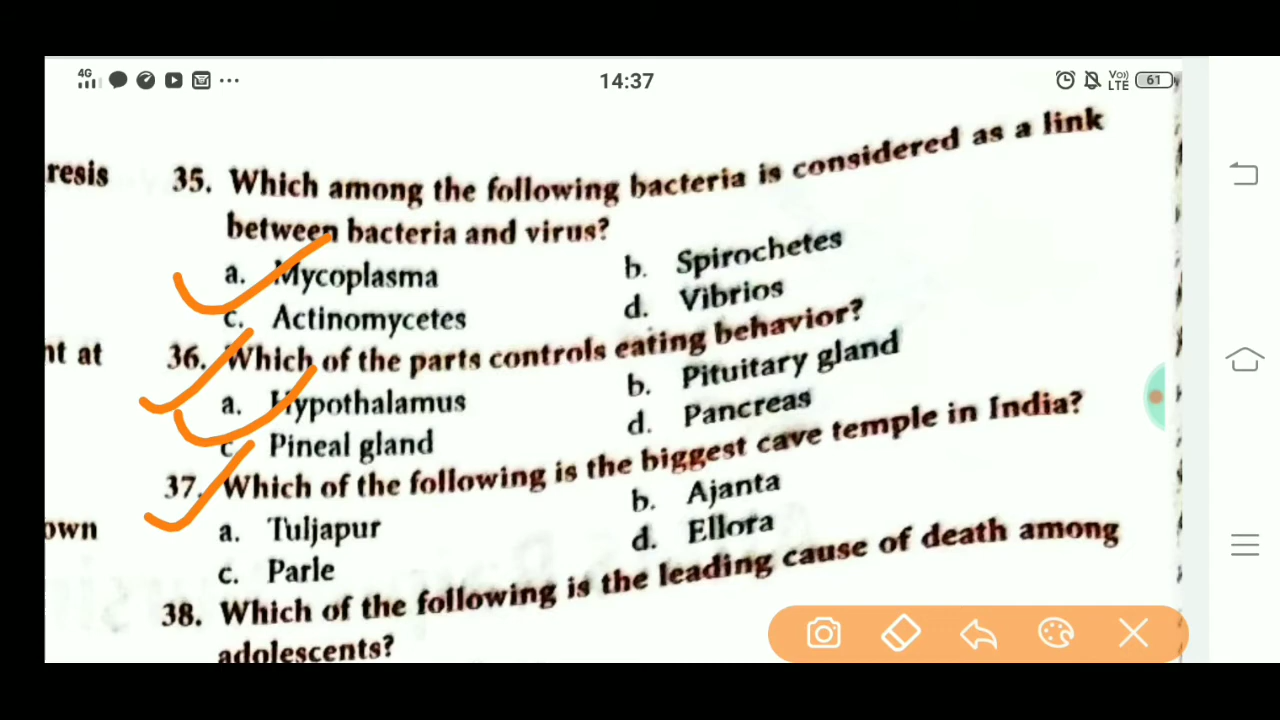 4G 14:37 Vo)) LTE 61
resis
35. Which among the following bacteria is considered as a link
between bacteria and virus?
a. Mycoplasma b. Spirochetes
c. Actinomycetes d. Vibrios
nt at
36. Which of the parts controls eating behavior?
a. Hypothalamus b. Pituitary gland
c. Pineal gland d. Pancreas
37. Which of the following is the biggest cave temple in India?
own
a. Tuljapur b. Ajanta
c. Parle d. Ellora
38. Which of the following is the leading cause of death among
adolescents?